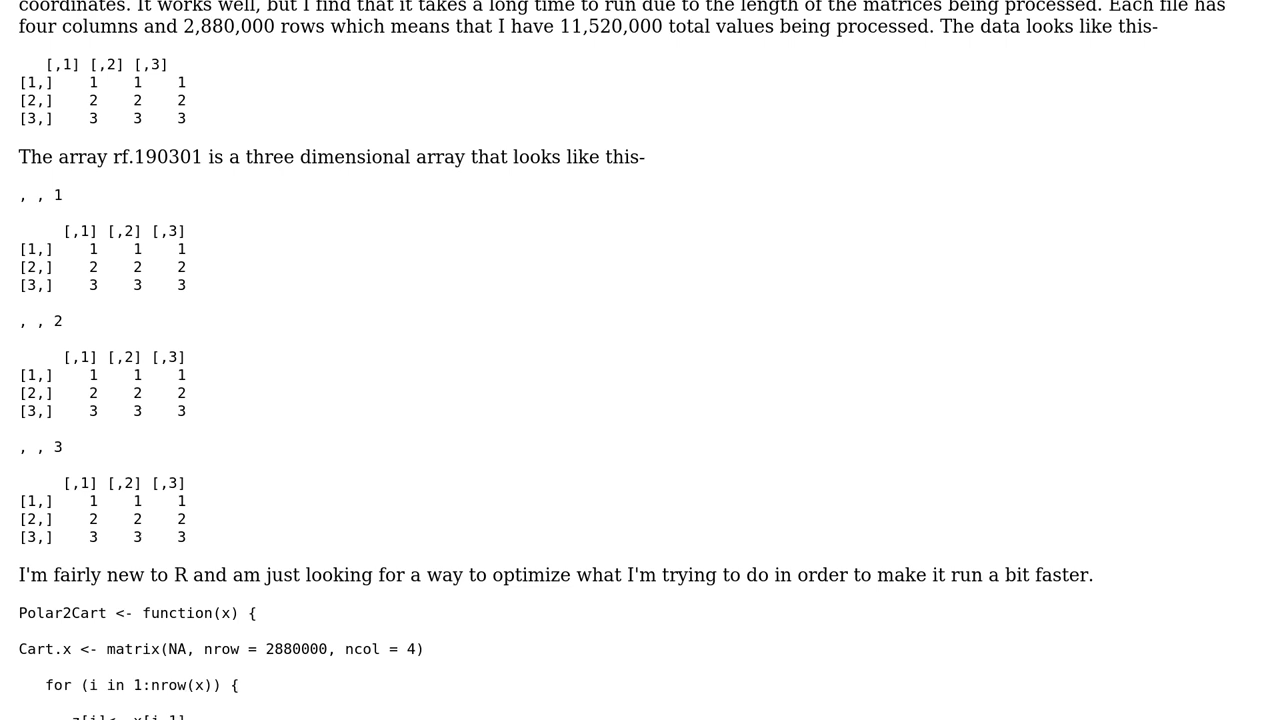 coordinates. It works well, but I find that it takes a long time to run due to the length of the matrices being processed. Each file has
four columns and 2,880,000 rows which means that I have 11,520,000 total values being processed. The data looks like this-
[,1] [,2] [,3]
[1,] 1 1 1
[2,] 2 2 2
[3,] 3 3 3
The array rf.190301 is a three dimensional array that looks like this-
, , 1
[,1] [,2] [,3]
[1,] 1 1 1
[2,] 2 2 2
[3,] 3 3 3
, , 2
[,1] [,2] [,3]
[1,] 1 1 1
[2,] 2 2 2
[3,] 3 3 3
, , 3
[,1] [,2] [,3]
[1,] 1 1 1
[2,] 2 2 2
[3,] 3 3 3
I'm fairly new to R and am just looking for a way to optimize what I'm trying to do in order to make it run a bit faster.
Polar2Cart <- function(x) {
Cart.x <- matrix(NA, nrow = 2880000, ncol = 4)
for (i in 1:nrow(x)) {